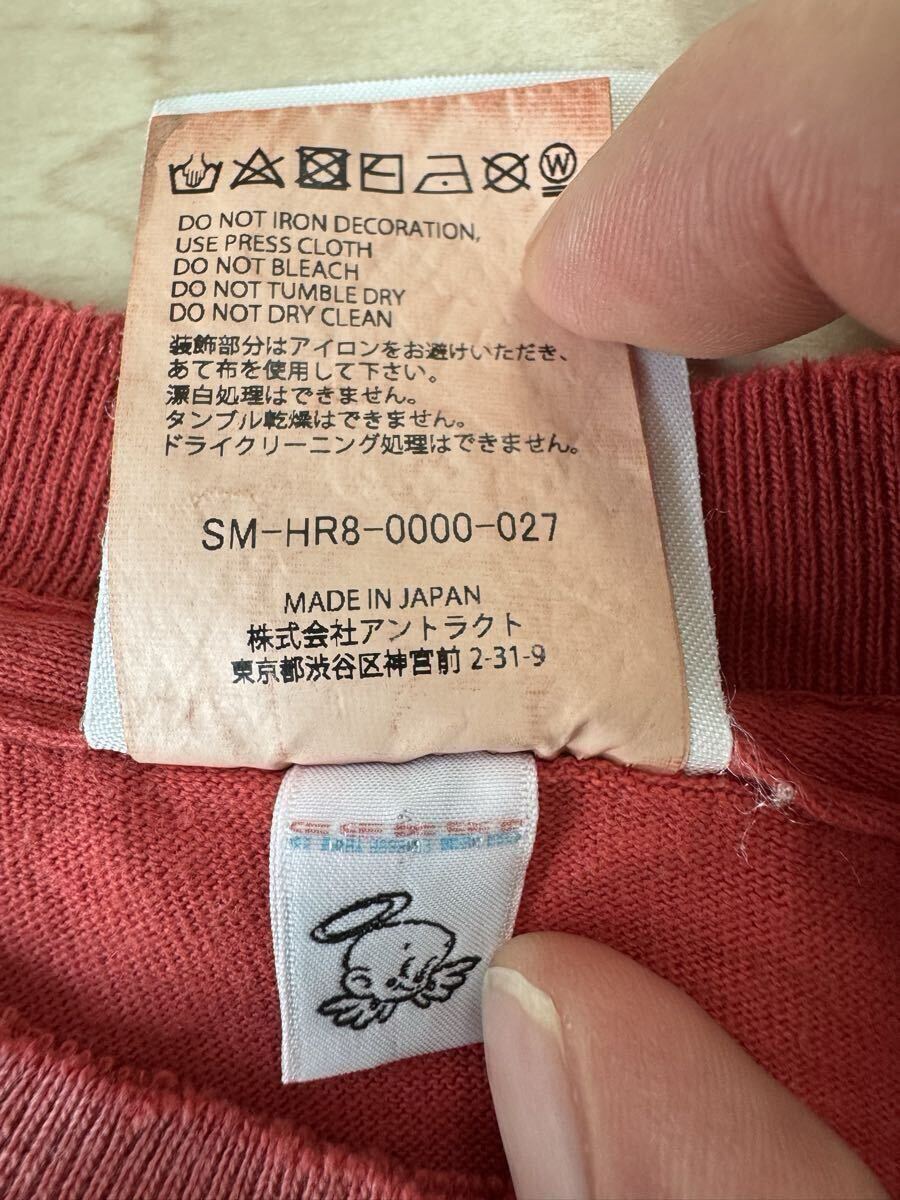 W
DO NOT IRON DECORATION,
USE PRESS CLOTH
DO NOT BLEACH
DO NOT TUMBLE DRY
DO NOT DRY CLEAN
装飾部分はアイロンをお避けいただき、
あて布を使用して下さい。
漂白処理はできません。
タンブル乾燥はできません。
ドライクリーニング処理はできません。
SM-HR8-0000-027
MADE IN JAPAN
株式会社アントラクト
東京都渋谷区神宮前 2-31-9